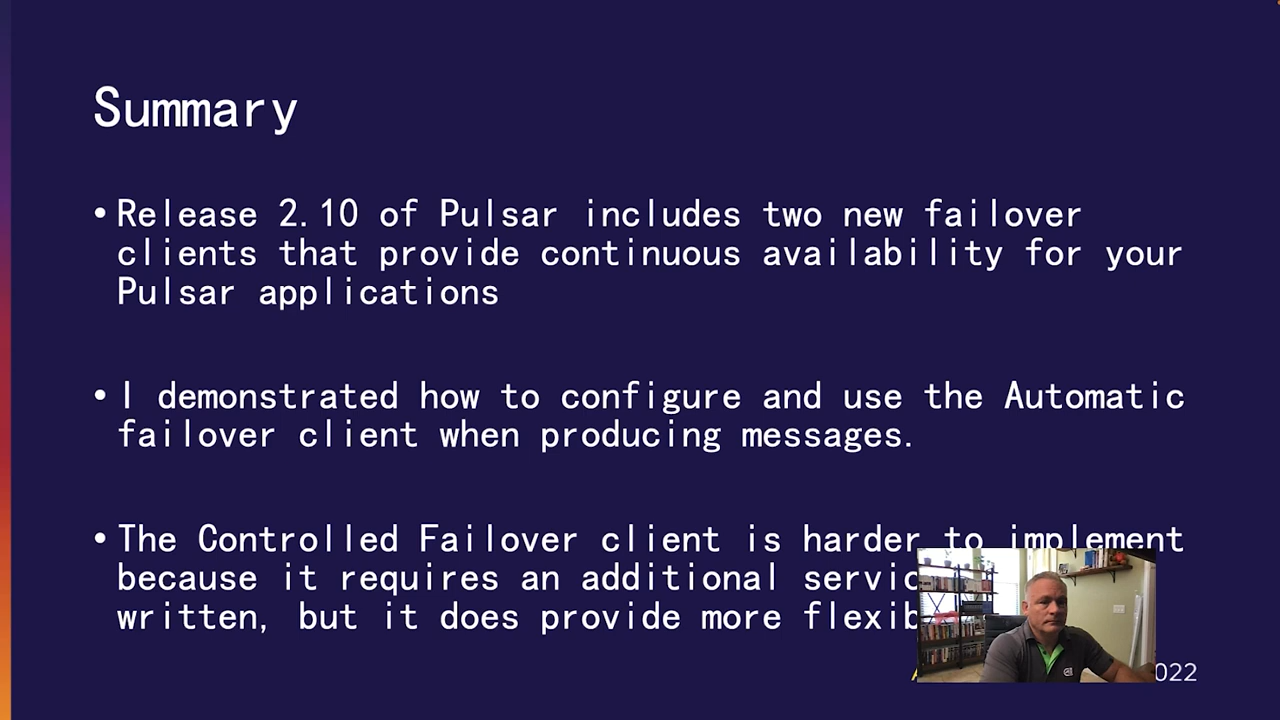 Summary
• Release 2.10 of Pulsar includes two new failover
clients that provide continuous availability for your
Pulsar applications
• I demonstrated how to configure and use the Automatic
failover client when producing messages.
• The Controlled Failover client is harder to implement
because it requires an additional
written, but it does provide more